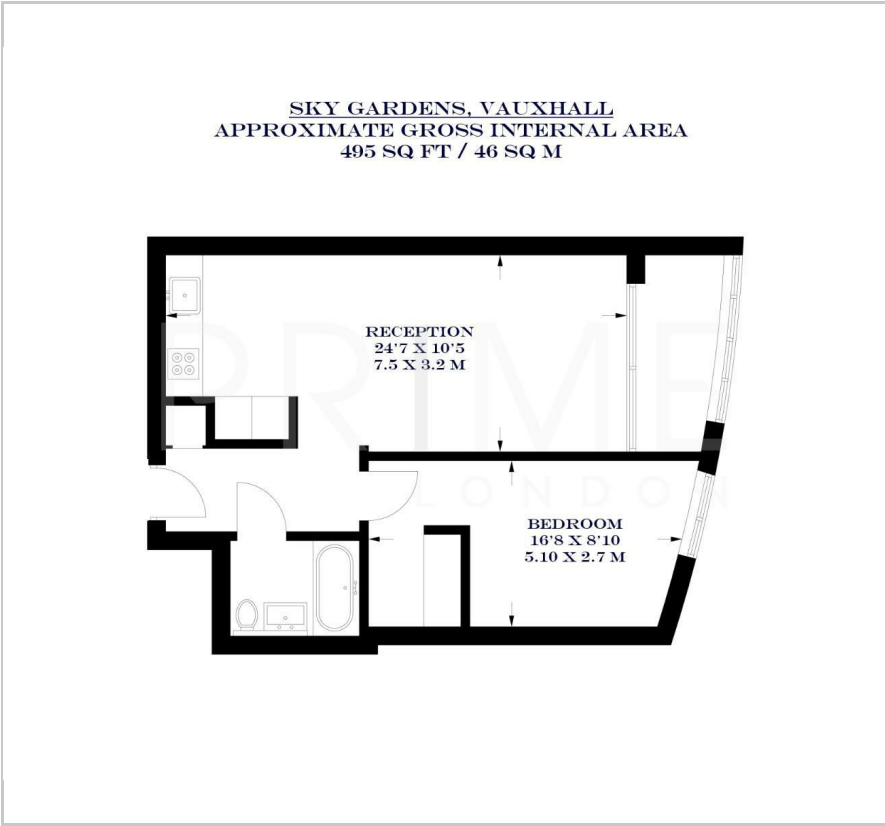 SKY GARDENS, VAUXHALL
APPROXIMATE GROSS INTERNAL AREA
495 SQ FT / 46 SQ M
RECEPTION
24'7 X 10'5
7.5 X 3.2 M
PRIME
LONDON
BEDROOM
16'8 X 8'10
5.10 X 2.7 M